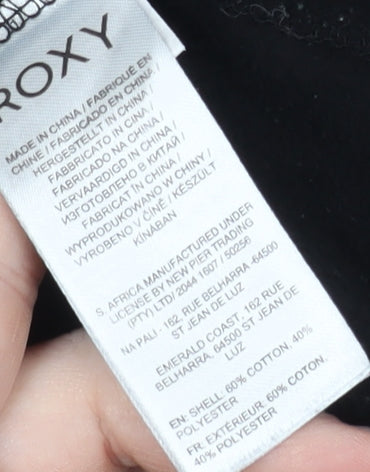 ROXY
MADE IN CHINA / FABRIQUÉ EN
CHINE / FABRICADO EN CHINA /
HERGESTELLT IN CHINA /
FABBRICATO IN CINA /
FABRICADO NA CHINA /
VERVAARDIGD IN CHINA /
ИЗГОТОВЛЕНО В КИТАЙ /
FABRICAT IN CHINA /
WYPRODUKOWANO W CHINY /
VYROBENO V ČÍNĚ / KÉSZÜLT
KÍNÁBAN
S. AFRICA MANUFACTURED UNDER
LICENSE BY NEW PIER TRADING
(PTY) LTD/ 2044 1607 / 50256
NA PALI - 162 RUE BELHARRA -64500
ST JEAN DE LUZ
EMERALD COAST, 162 RUE
BELHARRA, 64500 ST JEAN DE
LUZ
EN: SHELL: 60% COTTON. 40%
POLYESTER
FR: EXTÉRIEUR: 60% COTON.
40% POLYESTER